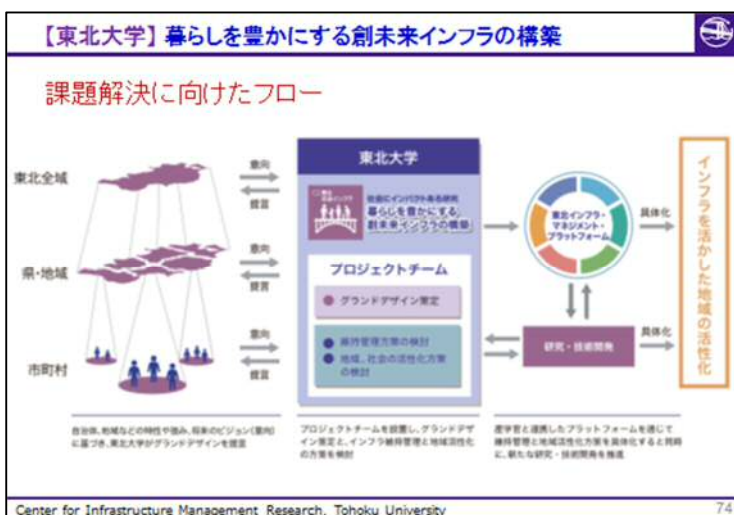 【東北大学】暮らしを豊かにする創未来インフラの構築
課題解決に向けたフロー
東北全域
県・地域
市町村
意向
提言
意向
提言
意向
提言
自治体、地域などの特性や強み、将来のビジョン(意向)
に基づき、東北大学がグランドデザインを提言
東北大学
社会にインパクトある研究
暮らしを豊かにする
創未来インフラの構築
プロジェクトチーム
グランドデザイン策定
維持管理方策の検討
地域、社会の活性化方策
の検討
プロジェクトチームを設置し、グランドデザ
イン策定と、インフラ維持管理と地域活性化
の方策を検討
東北インフラ・
マネジメント・
プラットフォーム
具体化
研究・技術開発
具体化
産学官と連携したプラットフォームを通じて
維持管理と地域活性化方策を具体化すると同時
に、新たな研究・技術開発を推進
インフラを活かした地域の活性化
Center for Infrastructure Management Research, Tohoku University
74